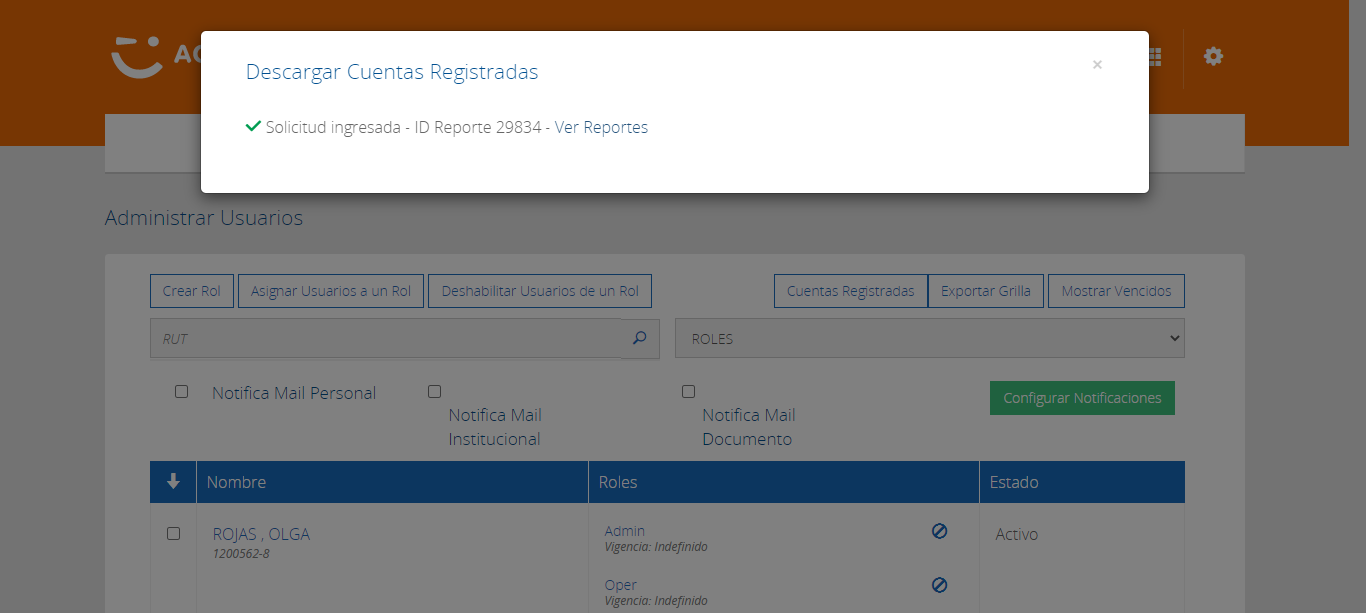 Descargar Cuentas Registradas
×
Solicitud ingresada - ID Reporte 29834 - Ver Reportes
Administrar Usuarios
Crear Rol
Asignar Usuarios a un Rol
Deshabilitar Usuarios de un Rol
Cuentas Registradas
Exportar Grilla
Mostrar Vencidos
RUT
ROLES
Notifica Mail Personal
Notifica Mail
Institucional
Notifica Mail
Documento
Configurar Notificaciones
Nombre
Roles
Estado
ROJAS , OLGA
1200562-8
Admin
Vigencia: Indefinido
Activo
Oper
Vigencia: Indefinido